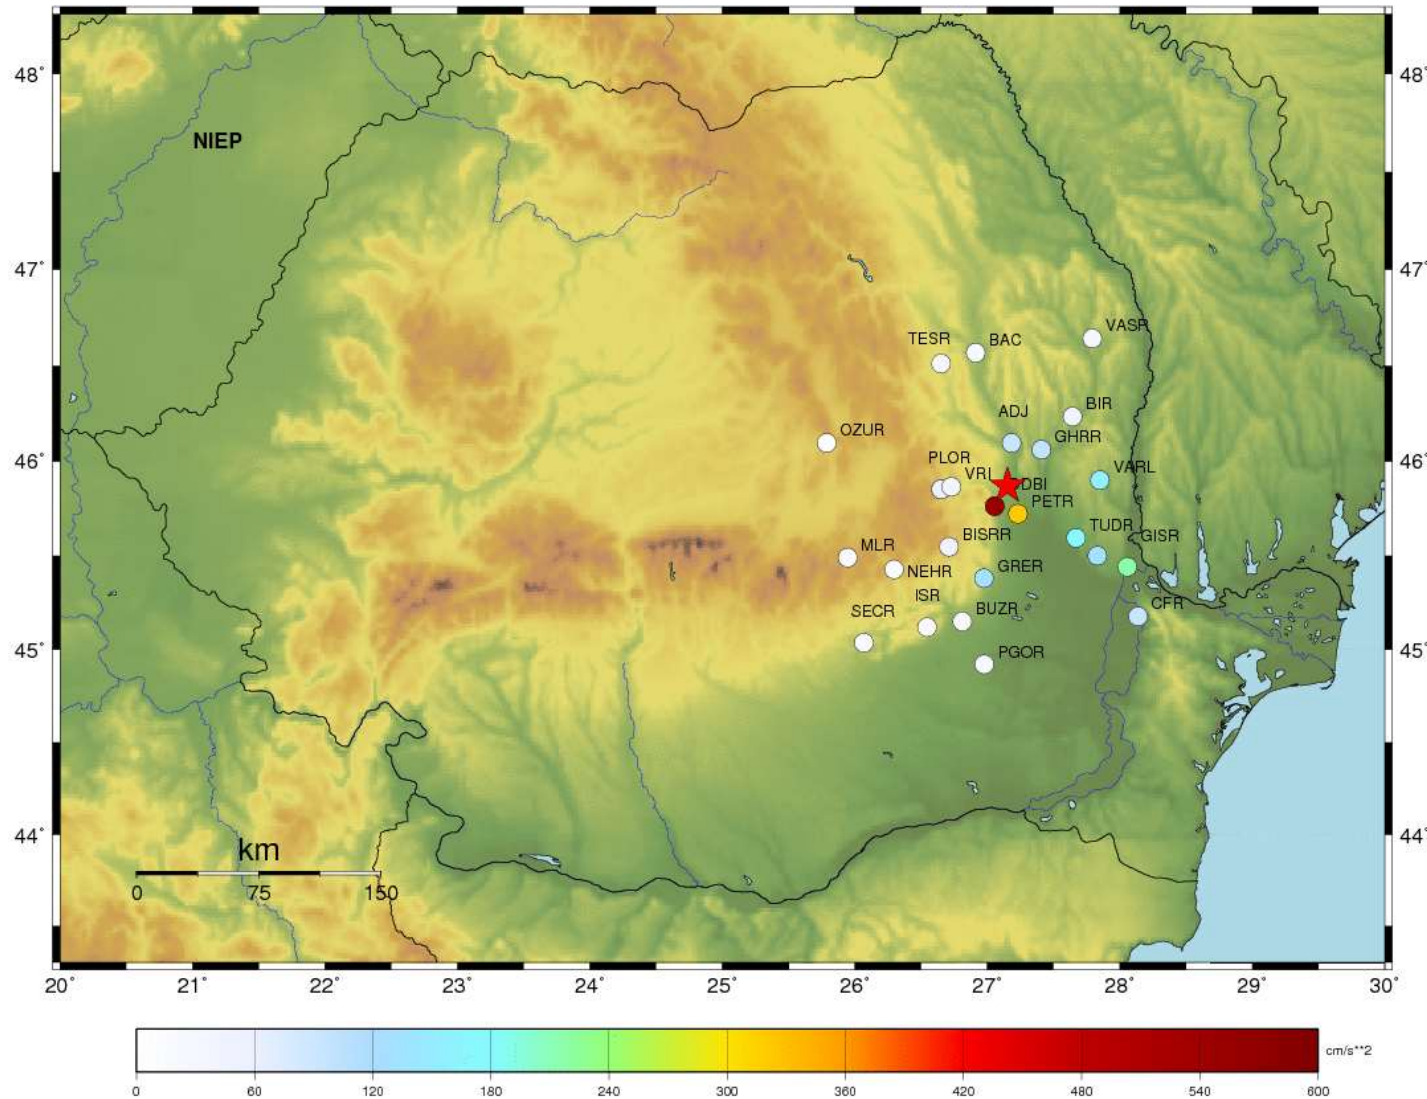 48° 48°
NIEP
47° 47°
TESR BAC VASR
ADJ BIR
OZUR GHRR
46° 46°
PLOR VRI VARL
DBI
PETR
TUDR GISR
MLR BISRR
NEHR GRER
ISR
SECR BUZR CFR
45° PGOR 45°
44° 44°
km
0 75 150
20° 21° 22° 23° 24° 25° 26° 27° 28° 29° 30°
cm/s**2
0 60 120 180 240 300 360 420 480 540 600